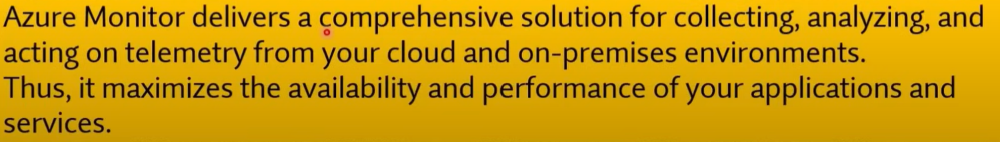 Azure Monitor delivers a comprehensive solution for collecting, analyzing, and
acting on telemetry from your cloud and on-premises environments.
Thus, it maximizes the availability and performance of your applications and
services.